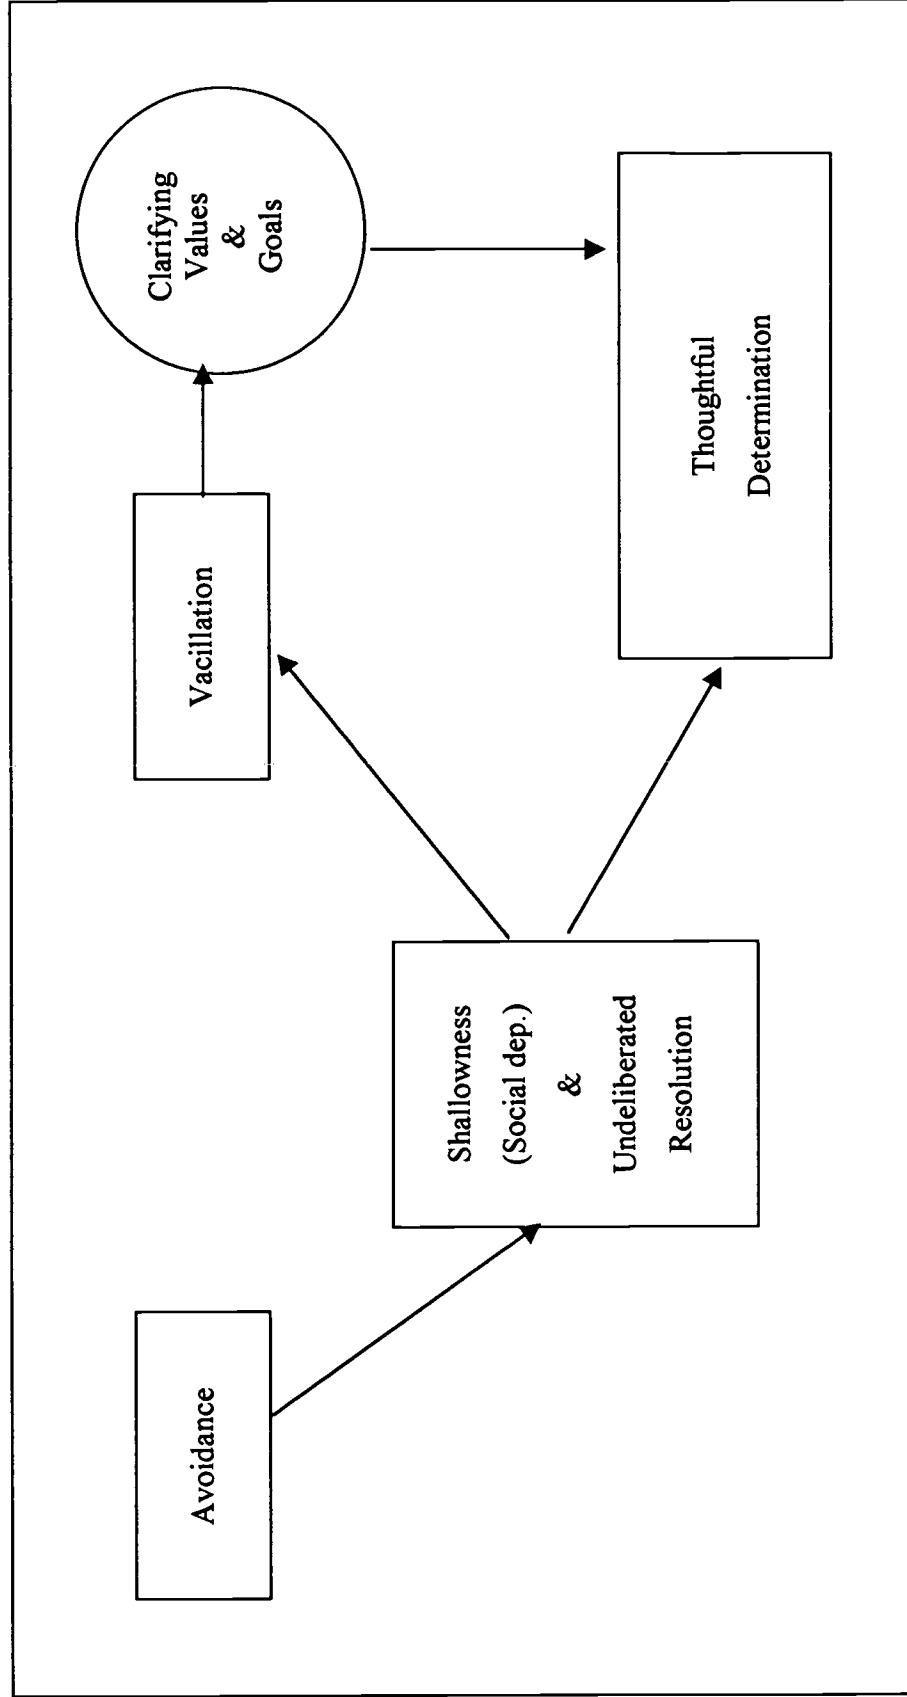 Avoidance
Shallowness
(Social dep.)
&
Undeliberated
Resolution
Vacillation
Clarifying
Values
&
Goals
Thoughtful
Determination